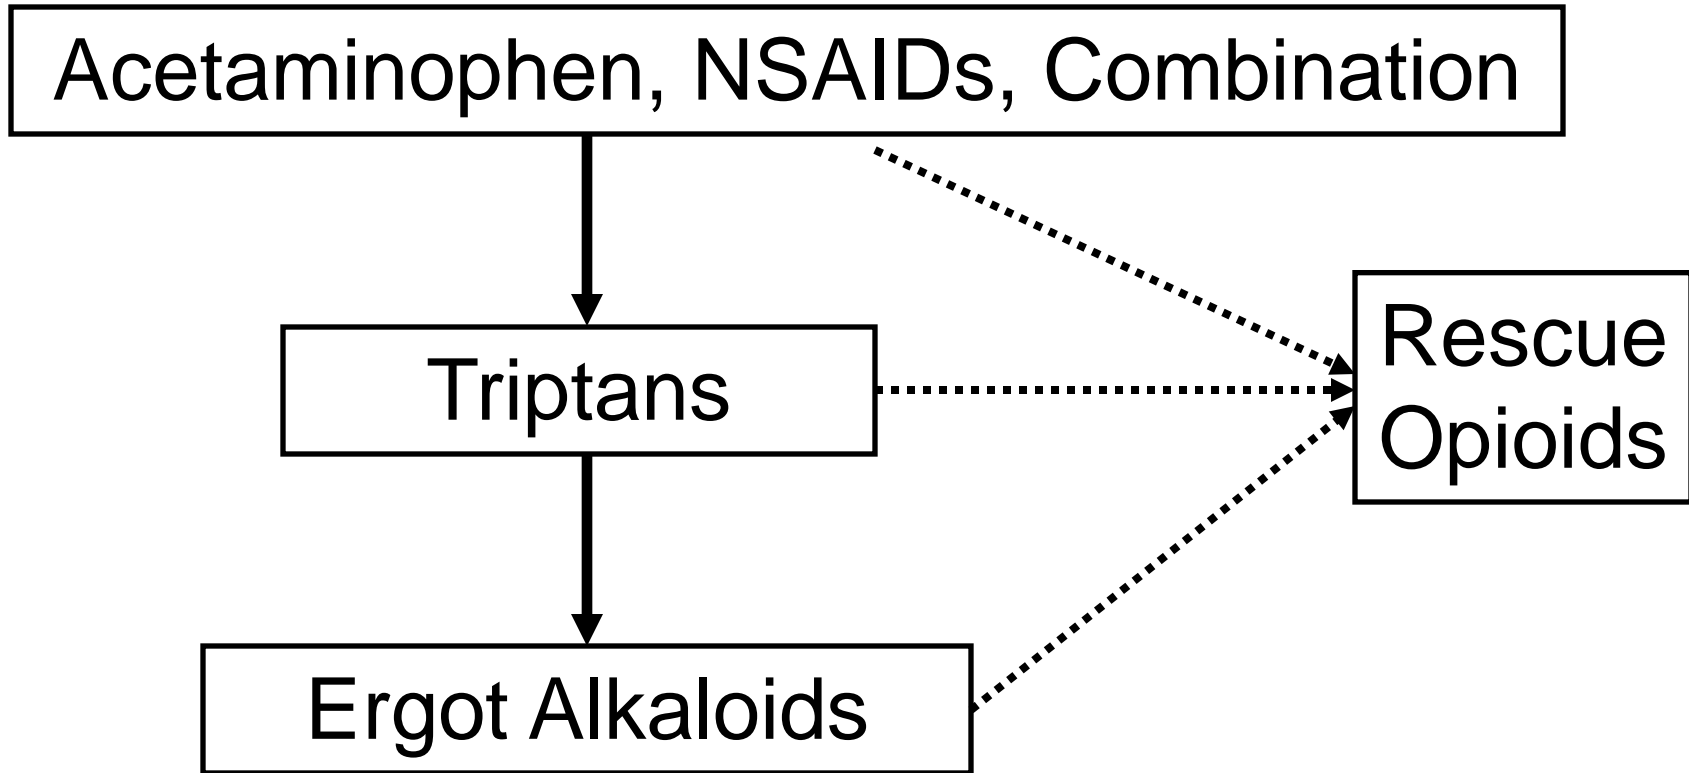 Acetaminophen, NSAIDs, Combination
Triptans
Rescue
Opioids
Ergot Alkaloids